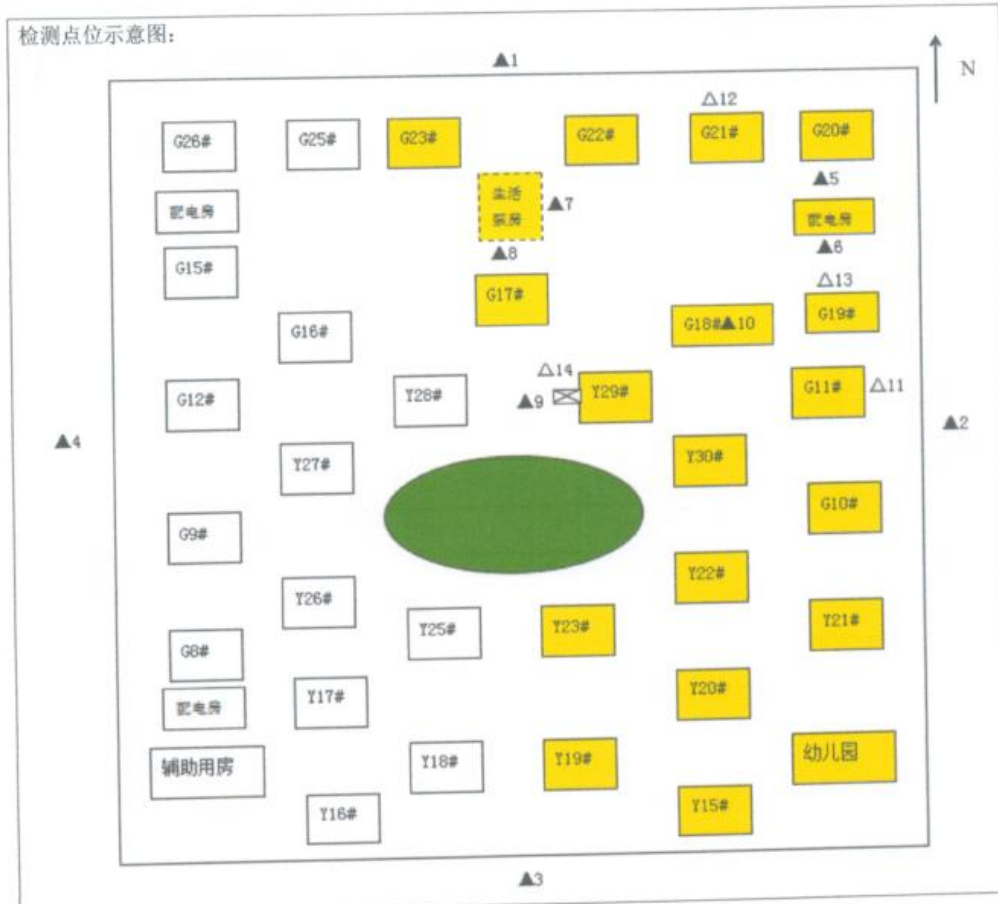 检测点位示意图：
▲1
N
△12
G26#
G25#
G23#
G22#
G21#
G20#
▲5
配电房
生活
泵房
▲7
配电房
▲8
▲6
G15#
△13
G17#
G19#
G16#
G18#▲10
△14
G12#
Y28#
▲9
Y29#
G11#
△11
▲4
▲2
Y27#
Y30#
G10#
G9#
Y22#
Y26#
Y25#
Y23#
Y21#
G8#
配电房
Y17#
Y20#
辅助用房
Y18#
Y19#
幼儿园
Y16#
Y15#
▲3